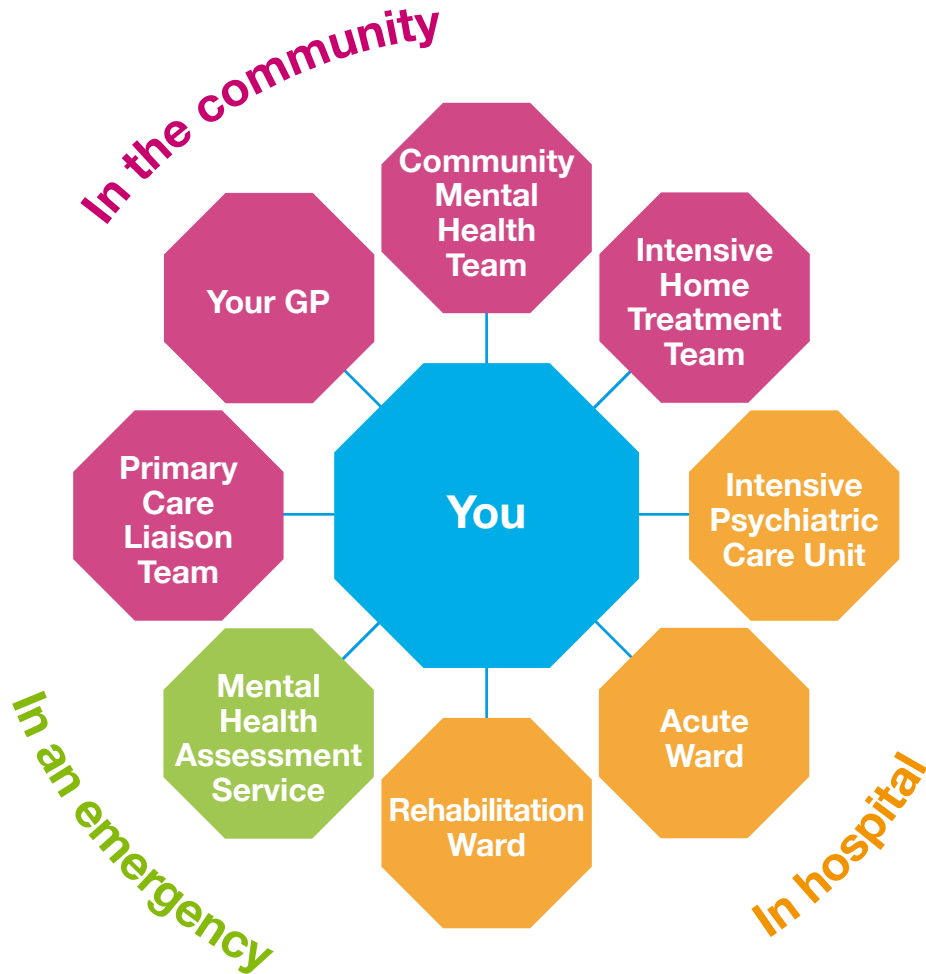 In the community
Community
Mental
Health
Team
Intensive
Home
Treatment
Team
Your GP
Primary
Care
Liaison
Team
You
Intensive
Psychiatric
Care Unit
Mental
Health
Assessment
Service
Acute
Ward
Rehabilitation
Ward
In an emergency
In hospital